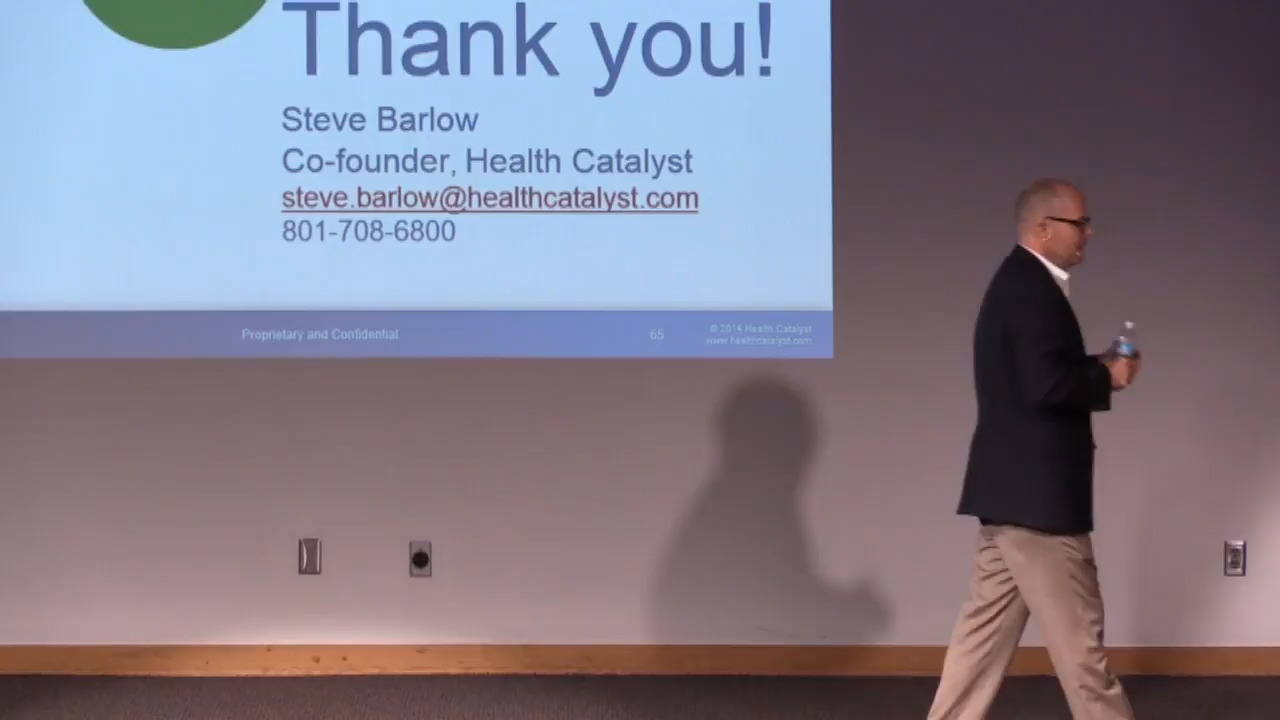 Thank you!
Steve Barlow
Co-founder, Health Catalyst
steve.barlow@healthcatalyst.com
801-708-6800
Proprietary and Confidential
65
© 2014 Health Catalyst
www.healthcatalyst.com